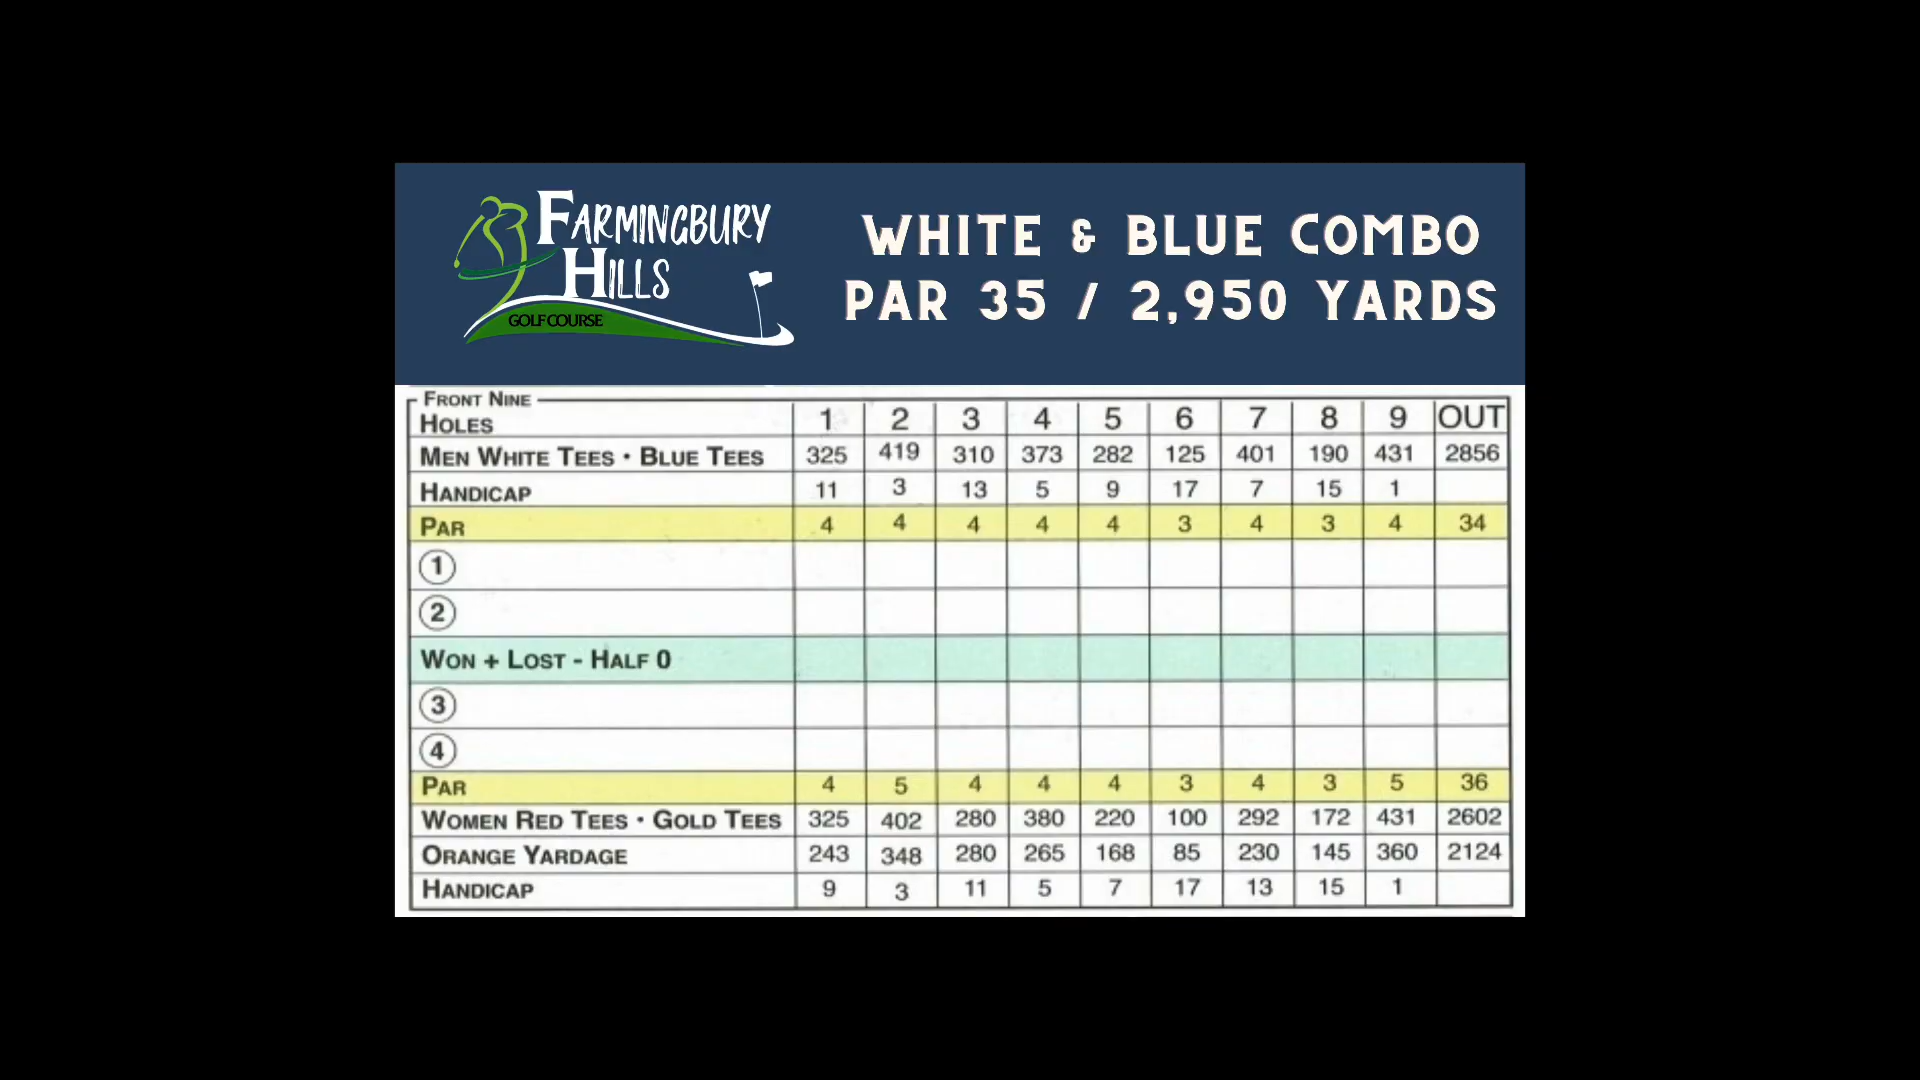 FARMINGBURY
HILLS
GOLF COURSE
WHITE & BLUE COMBO
PAR 35 / 2,950 YARDS
FRONT NINE
HOLES 1 2 3 4 5 6 7 8 9 OUT
MEN WHITE TEES • BLUE TEES 325 419 310 373 282 125 401 190 431 2856
HANDICAP 11 3 13 5 9 17 7 15 1
PAR 4 4 4 4 4 3 4 3 4 34
1
2
WON + LOST - HALF 0
3
4
PAR 4 5 4 4 4 3 4 3 5 36
WOMEN RED TEES • GOLD TEES 325 402 280 380 220 100 292 172 431 2602
ORANGE YARDAGE 243 348 280 265 168 85 230 145 360 2124
HANDICAP 9 3 11 5 7 17 13 15 1